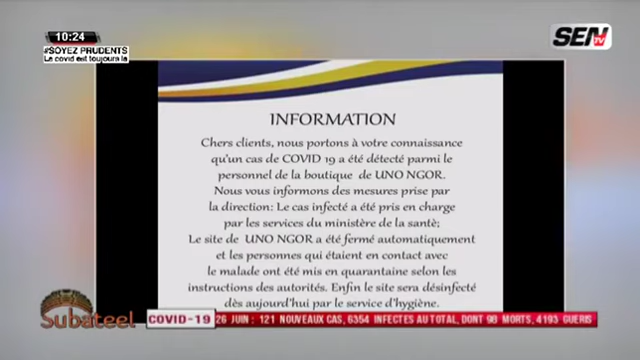 10:24
#SOYEZ PRUDENTS
Le covid est toujours la
SEN TV
INFORMATION
Chers clients, nous portons à votre connaissance
qu'un cas de COVID 19 a été détecté parmi le
personnel de la boutique de UNO NGOR.
Nous vous informons des mesures prise par
la direction: Le cas infecté a été pris en charge
par les services du ministère de la santè;
Le site de UNO NGOR a été fermé automatiquement
et les personnes qui étaient en contact avec
le malade ont été mis en quarantaine selon les
instructions des autorités. Enfin le site sera désinfecté
dès aujourd'hui par le service d'hygiène.
Subateel
COVID-19 26 JUIN : 121 NOUVEAUX CAS, 6354 INFECTES AU TOTAL, DONT 98 MORTS, 4193 GUERIS